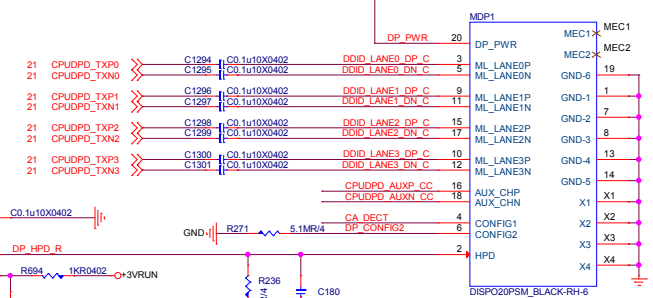 MDP1
DP_PWR 20 DP_PWR MEC1 MEC1
MEC2 MEC2
21 CPUDPD_TXP0 C1294 C0.1u10X0402 DDID_LANE0_DP_C 3 ML_LANE0P GND-6 19
21 CPUDPD_TXN0 C1295 C0.1u10X0402 DDID_LANE0_DN_C 5 ML_LANE0N
GND-1 1
21 CPUDPD_TXP1 C1296 C0.1u10X0402 DDID_LANE1_DP_C 9 ML_LANE1P
21 CPUDPD_TXN1 C1297 C0.1u10X0402 DDID_LANE1_DN_C 11 ML_LANE1N
GND-2 7
21 CPUDPD_TXP2 C1298 C0.1u10X0402 DDID_LANE2_DP_C 15 ML_LANE2P
21 CPUDPD_TXN2 C1299 C0.1u10X0402 DDID_LANE2_DN_C 17 ML_LANE2N GND-3 8
21 CPUDPD_TXP3 C1300 C0.1u10X0402 DDID_LANE3_DP_C 10 ML_LANE3P GND-4 13
21 CPUDPD_TXN3 C1301 C0.1u10X0402 DDID_LANE3_DN_C 12 ML_LANE3N
GND-5 14
CPUDPD_AUXP_CC 16 AUX_CHP
CPUDPD_AUXN_CC 18 AUX_CHN X1 X1
C0.1u10X0402 CA_DECT 4 CONFIG1 X2 X2
GND R271 5.1MR/4 DP_CONFIG2 6 CONFIG2
X3 X3
DP_HPD_R 2 HPD
X4 X4
R694 1KR0402 +3VRUN
R236
V/4
C180
DISPO20PSM_BLACK-RH-6